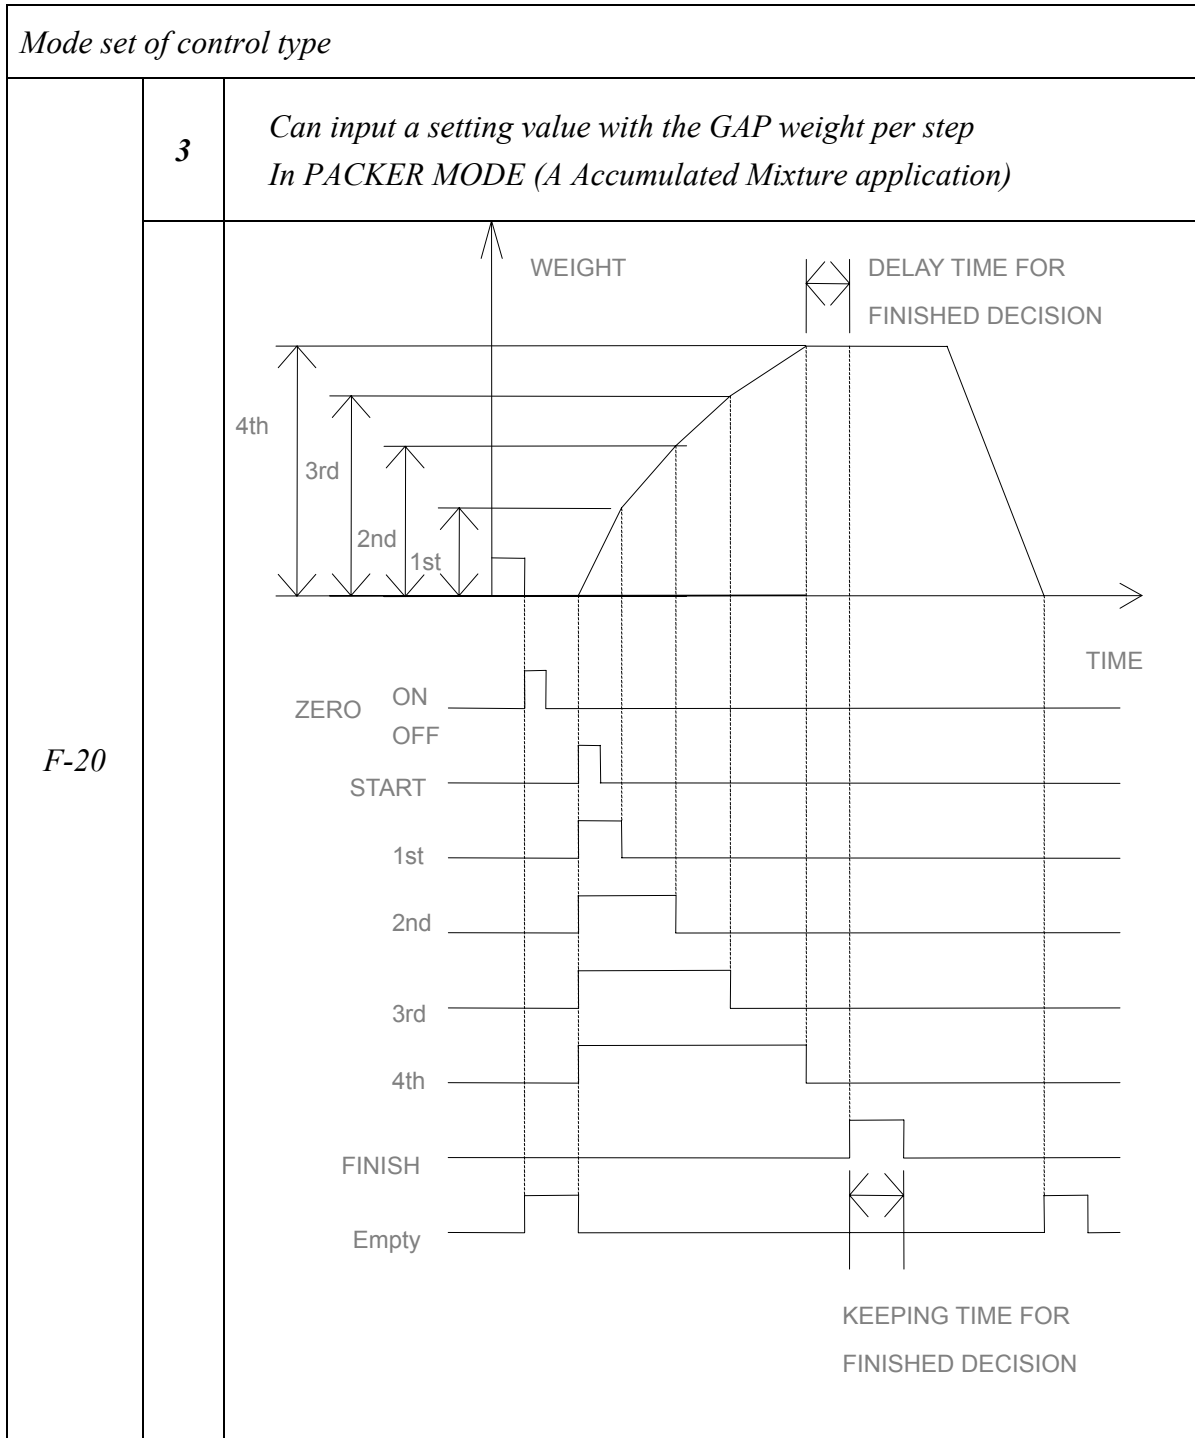 Mode set of control type
3
Can input a setting value with the GAP weight per step
In PACKER MODE (A Accumulated Mixture application)
F-20
WEIGHT
DELAY TIME FOR
FINISHED DECISION
4th
3rd
2nd
1st
TIME
ZERO ON
OFF
START
1st
2nd
3rd
4th
FINISH
Empty
KEEPING TIME FOR
FINISHED DECISION